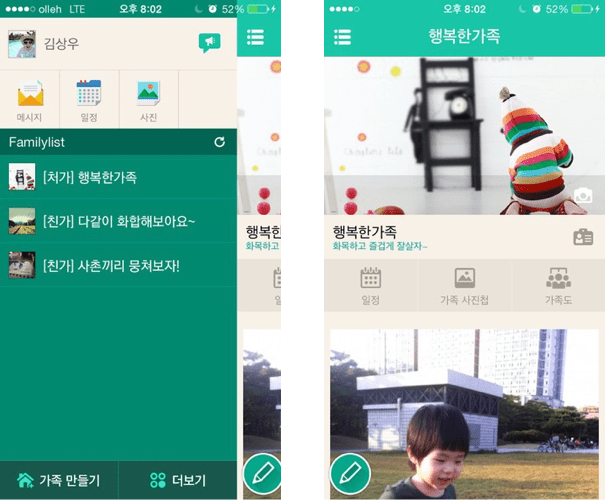 olleh LTE 오후 8:02 52%
김상우
메시지 일정 사진
Familylist
[처가] 행복한가족
[친가] 다같이 화합해보아요~
[친가] 사촌끼리 뭉쳐보자!
가족 만들기 더보기
행복한
화목하고
오후 8:02 52%
행복한가족
행복한가족
화목하고 즐겁게 잘살자~
일정 가족 사진첩 가족도